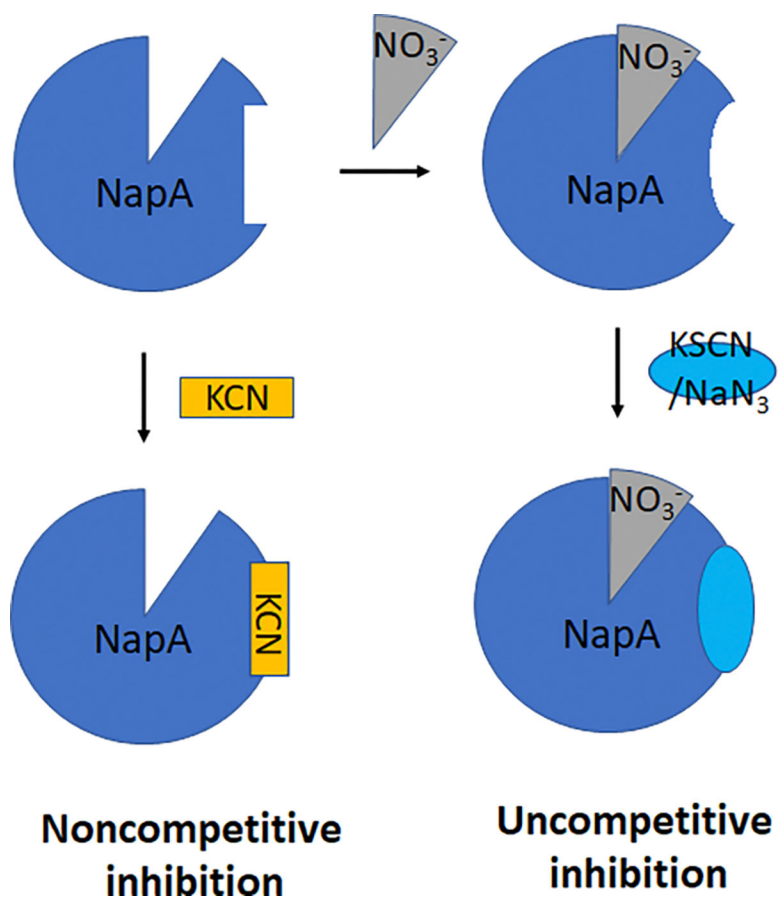 NO₃⁻
NO₃⁻
NapA
NapA
KCN
KSCN
/NaN₃
NO₃⁻
KCN
NapA
NapA
Noncompetitive
inhibition
Uncompetitive
inhibition